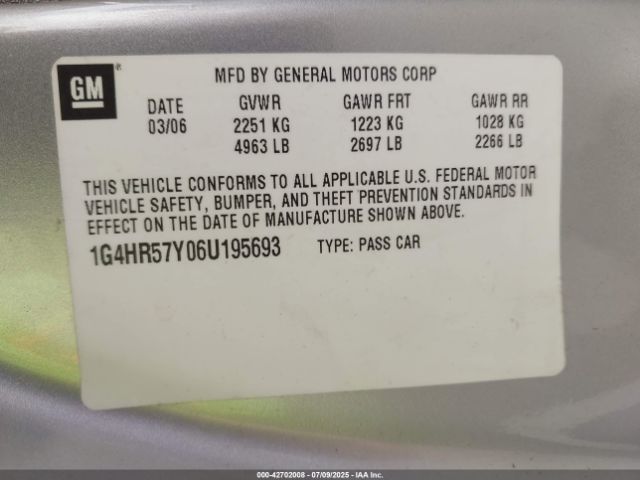 GM
MFD BY GENERAL MOTORS CORP
DATE GVWR GAWR FRT GAWR RR
03/06 2251 KG 1223 KG 1028 KG
4963 LB 2697 LB 2266 LB
THIS VEHICLE CONFORMS TO ALL APPLICABLE U.S. FEDERAL MOTOR
VEHICLE SAFETY, BUMPER, AND THEFT PREVENTION STANDARDS IN
EFFECT ON THE DATE OF MANUFACTURE SHOWN ABOVE.
1G4HR57Y06U195693 TYPE: PASS CAR
000-42702008 - 07/09/2025 - IAAI.com